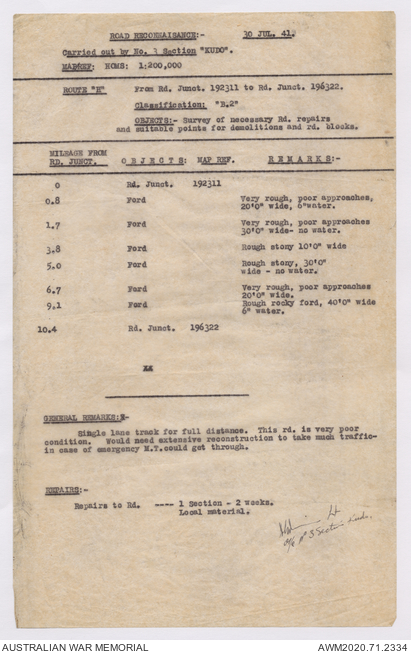 ROAD RECONNAISANCE:- 30 JUL. 41.
Carried out by No. 3 Section "KUDO".
MAP REF: HOMS: 1:200,000
ROUTE "H" From Rd. Junct. 192311 to Rd. Junct. 196322.
Classification: "B.2"
OBJECTS:- Survey of necessary Rd. repairs
and suitable points for demolitions and rd. blocks.
MILEAGE FROM
RD. JUNCT. OBJECTS: MAP REF. REMARKS:-
0 Rd. Junct. 192311
0.8 Ford Very rough, poor approaches,
20'0" wide, 6"water.
1.7 Ford Very rough, poor approaches
30'0" wide- no water.
3.8 Ford Rough stony 10'0" wide
5.0 Ford Rough stony, 30'0"
wide - no water.
6.7 Ford Very rough, poor approaches
20'0" wide.
9.1 Ford Rough rocky ford, 40'0" wide
6" water.
10.4 Rd. Junct. 196322
GENERAL REMARKS:-
Single lane track for full distance. This rd. is very poor
condition. Would need extensive reconstruction to take much traffic-
in case of emergency M.T.could get through.
REPAIRS:-
Repairs to Rd. ---- 1 Section - 2 weeks.
Local material.
Lt
o/c No 3 Section Kudo.
AUSTRALIAN WAR MEMORIAL AWM2020.71.2334